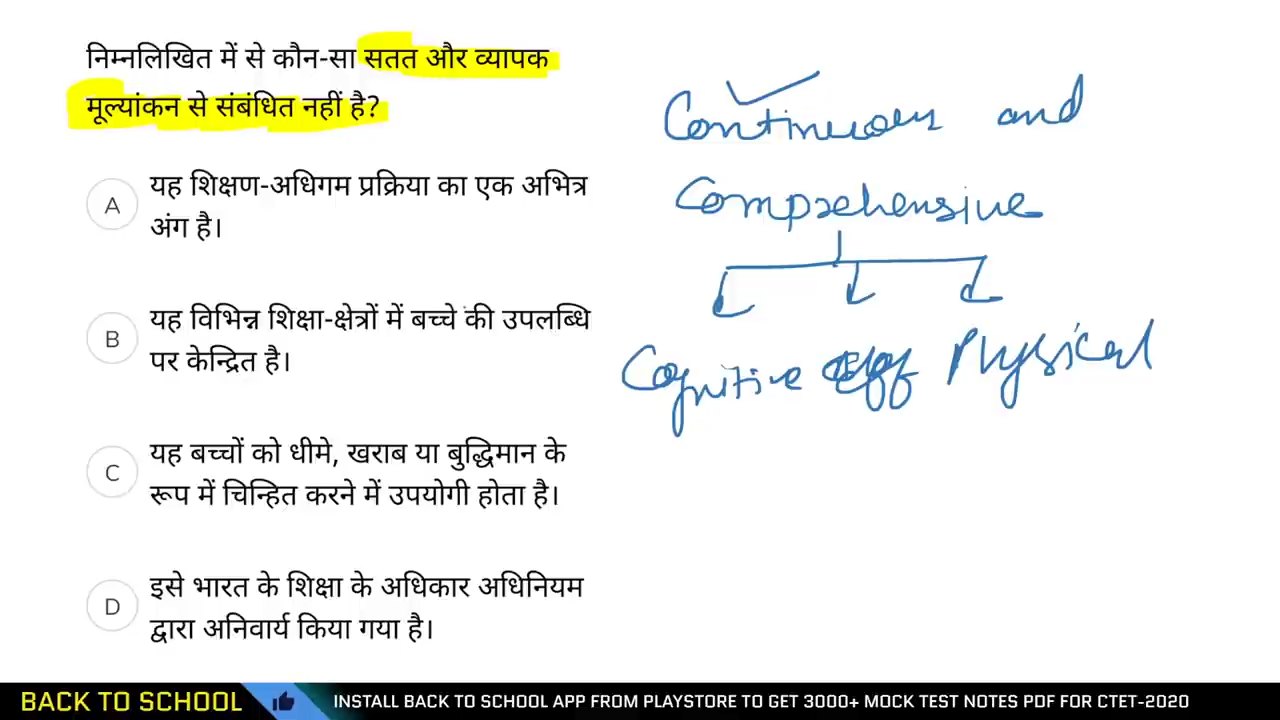 निम्नलिखित में से कौन-सा सतत और व्यापक
मूल्यांकन से संबंधित नहीं है?
A
यह शिक्षण-अधिगम प्रक्रिया का एक अभित्र
अंग है।
B
यह विभिन्न शिक्षा-क्षेत्रों में बच्चे की उपलब्धि
पर केन्द्रित है।
C
यह बच्चों को धीमे, खराब या बुद्धिमान के
रूप में चिन्हित करने में उपयोगी होता है।
D
इसे भारत के शिक्षा के अधिकार अधिनियम
द्वारा अनिवार्य किया गया है।
Continuous and
Comprehensive
Cognitive Physical
BACK TO SCHOOL
INSTALL BACK TO SCHOOL APP FROM PLAYSTORE TO GET 3000+ MOCK TEST NOTES PDF FOR CTET-2020